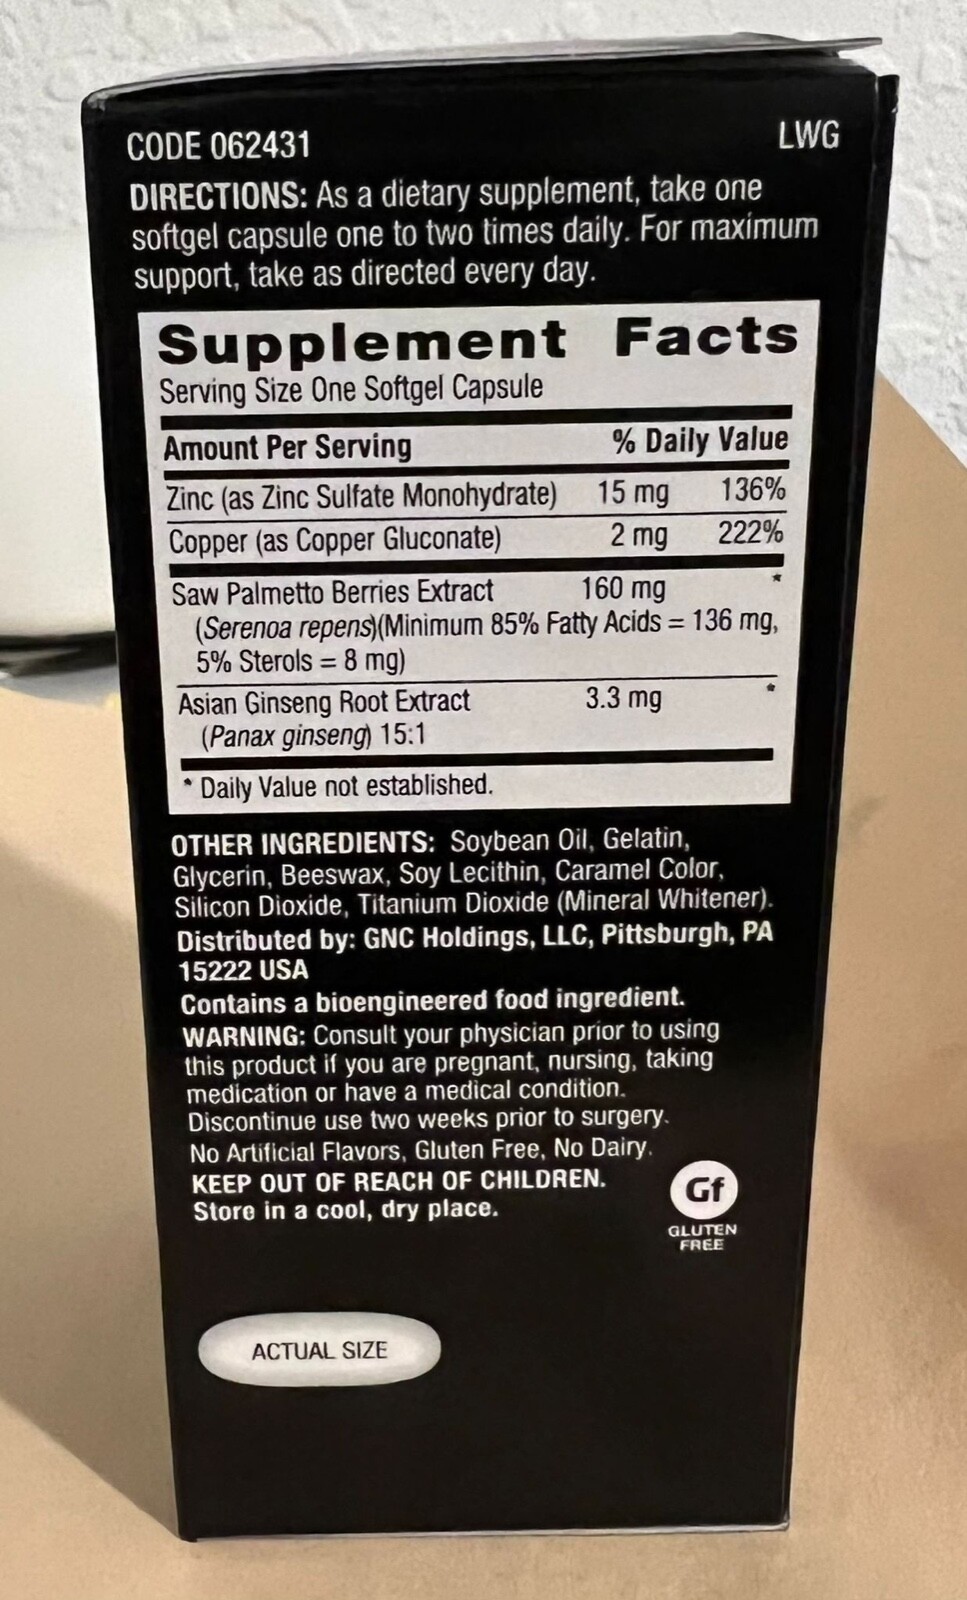 CODE 062431 LWG
DIRECTIONS: As a dietary supplement, take one
softgel capsule one to two times daily. For maximum
support, take as directed every day.
Supplement Facts
Serving Size One Softgel Capsule
Amount Per Serving % Daily Value
Zinc (as Zinc Sulfate Monohydrate) 15 mg 136%
Copper (as Copper Gluconate) 2 mg 222%
Saw Palmetto Berries Extract 160 mg *
(Serenoa repens)(Minimum 85% Fatty Acids = 136 mg,
5% Sterols = 8 mg)
Asian Ginseng Root Extract 3.3 mg *
(Panax ginseng) 15:1
* Daily Value not established.
OTHER INGREDIENTS: Soybean Oil, Gelatin,
Glycerin, Beeswax, Soy Lecithin, Caramel Color,
Silicon Dioxide, Titanium Dioxide (Mineral Whitener).
Distributed by: GNC Holdings, LLC, Pittsburgh, PA
15222 USA
Contains a bioengineered food ingredient.
WARNING: Consult your physician prior to using
this product if you are pregnant, nursing, taking
medication or have a medical condition.
Discontinue use two weeks prior to surgery.
No Artificial Flavors, Gluten Free, No Dairy.
KEEP OUT OF REACH OF CHILDREN.
Store in a cool, dry place.
Gf
GLUTEN
FREE
ACTUAL SIZE